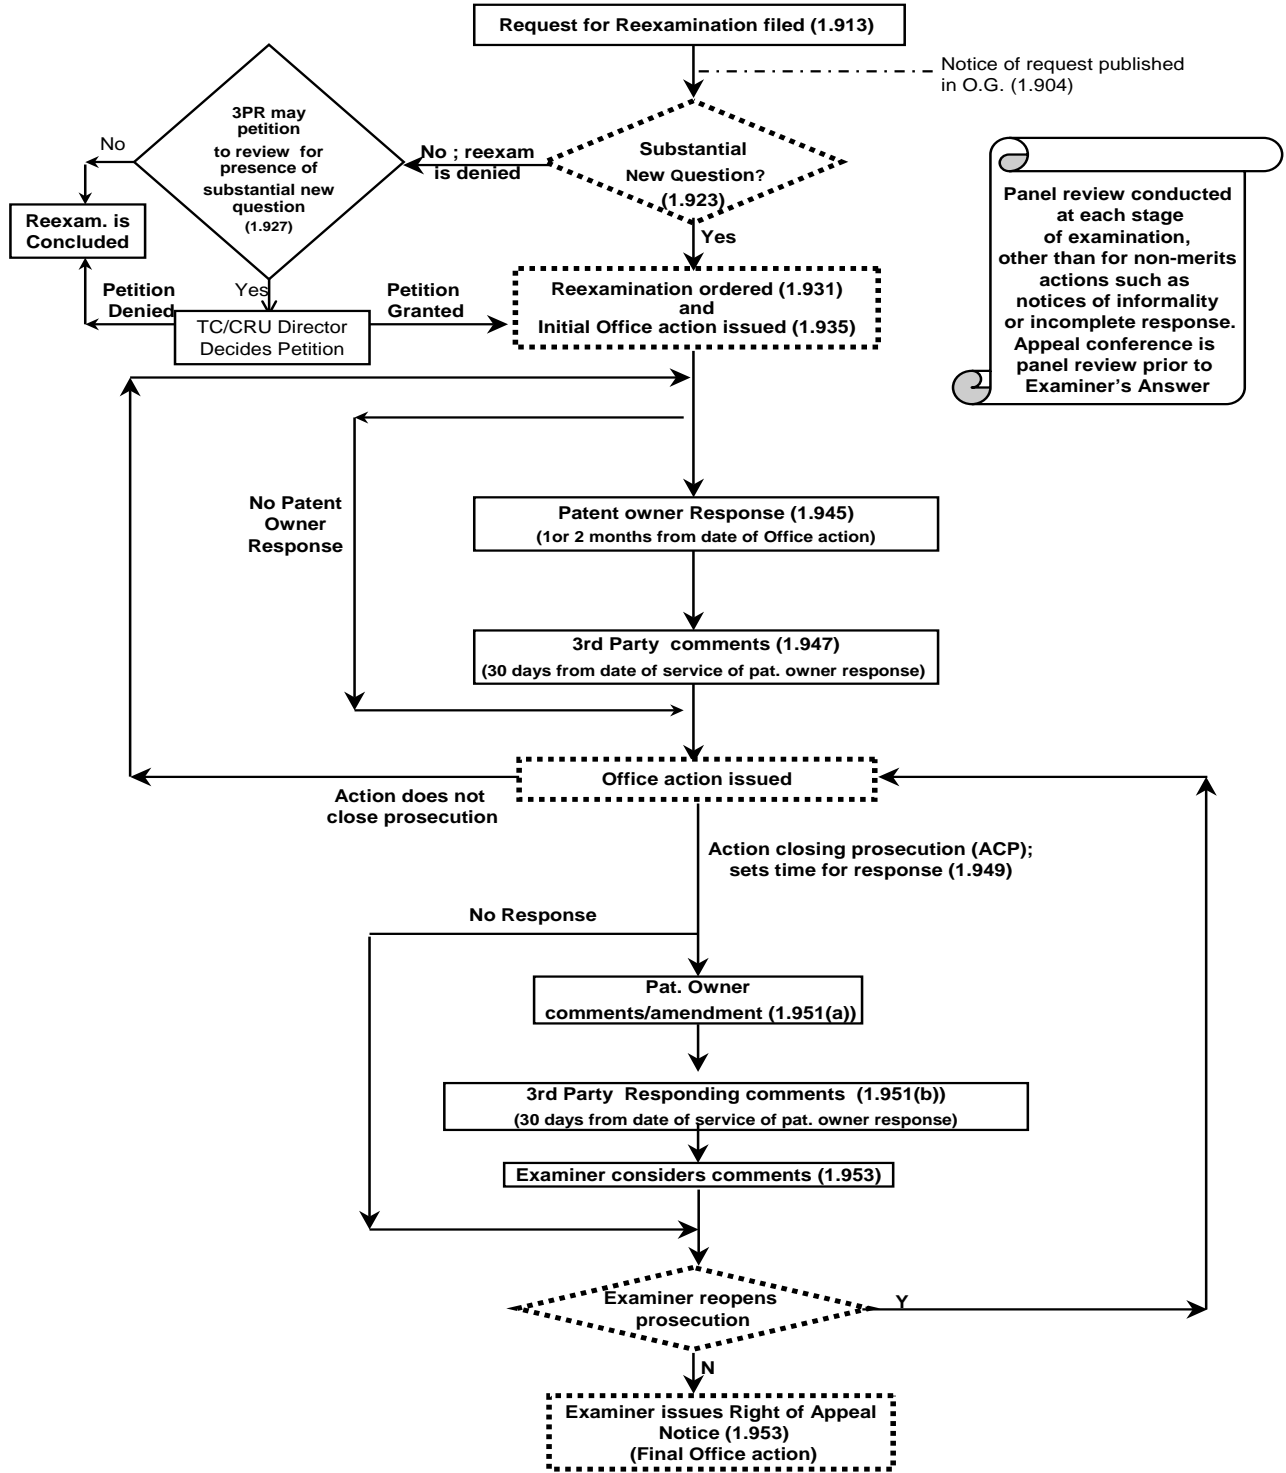 Request for Reexamination filed (1.913)
Notice of request published
in O.G. (1.904)
3PR may
petition
to review for
presence of
substantial new
question
(1.927)
No
No ; reexam
is denied
Substantial
New Question?
(1.923)
Yes
Reexam. is
Concluded
Petition
Denied
Yes
TC/CRU Director
Decides Petition
Petition
Granted
Reexamination ordered (1.931)
and
Initial Office action issued (1.935)
Panel review conducted
at each stage
of examination,
other than for non-merits
actions such as
notices of informality
or incomplete response.
Appeal conference is
panel review prior to
Examiner's Answer
No Patent
Owner
Response
Patent owner Response (1.945)
(1or 2 months from date of Office action)
3rd Party comments (1.947)
(30 days from date of service of pat. owner response)
Office action issued
Action does not
close prosecution
Action closing prosecution (ACP);
sets time for response (1.949)
No Response
Pat. Owner
comments/amendment (1.951(a))
3rd Party Responding comments (1.951(b))
(30 days from date of service of pat. owner response)
Examiner considers comments (1.953)
Examiner reopens
prosecution
Y
N
Examiner issues Right of Appeal
Notice (1.953)
(Final Office action)